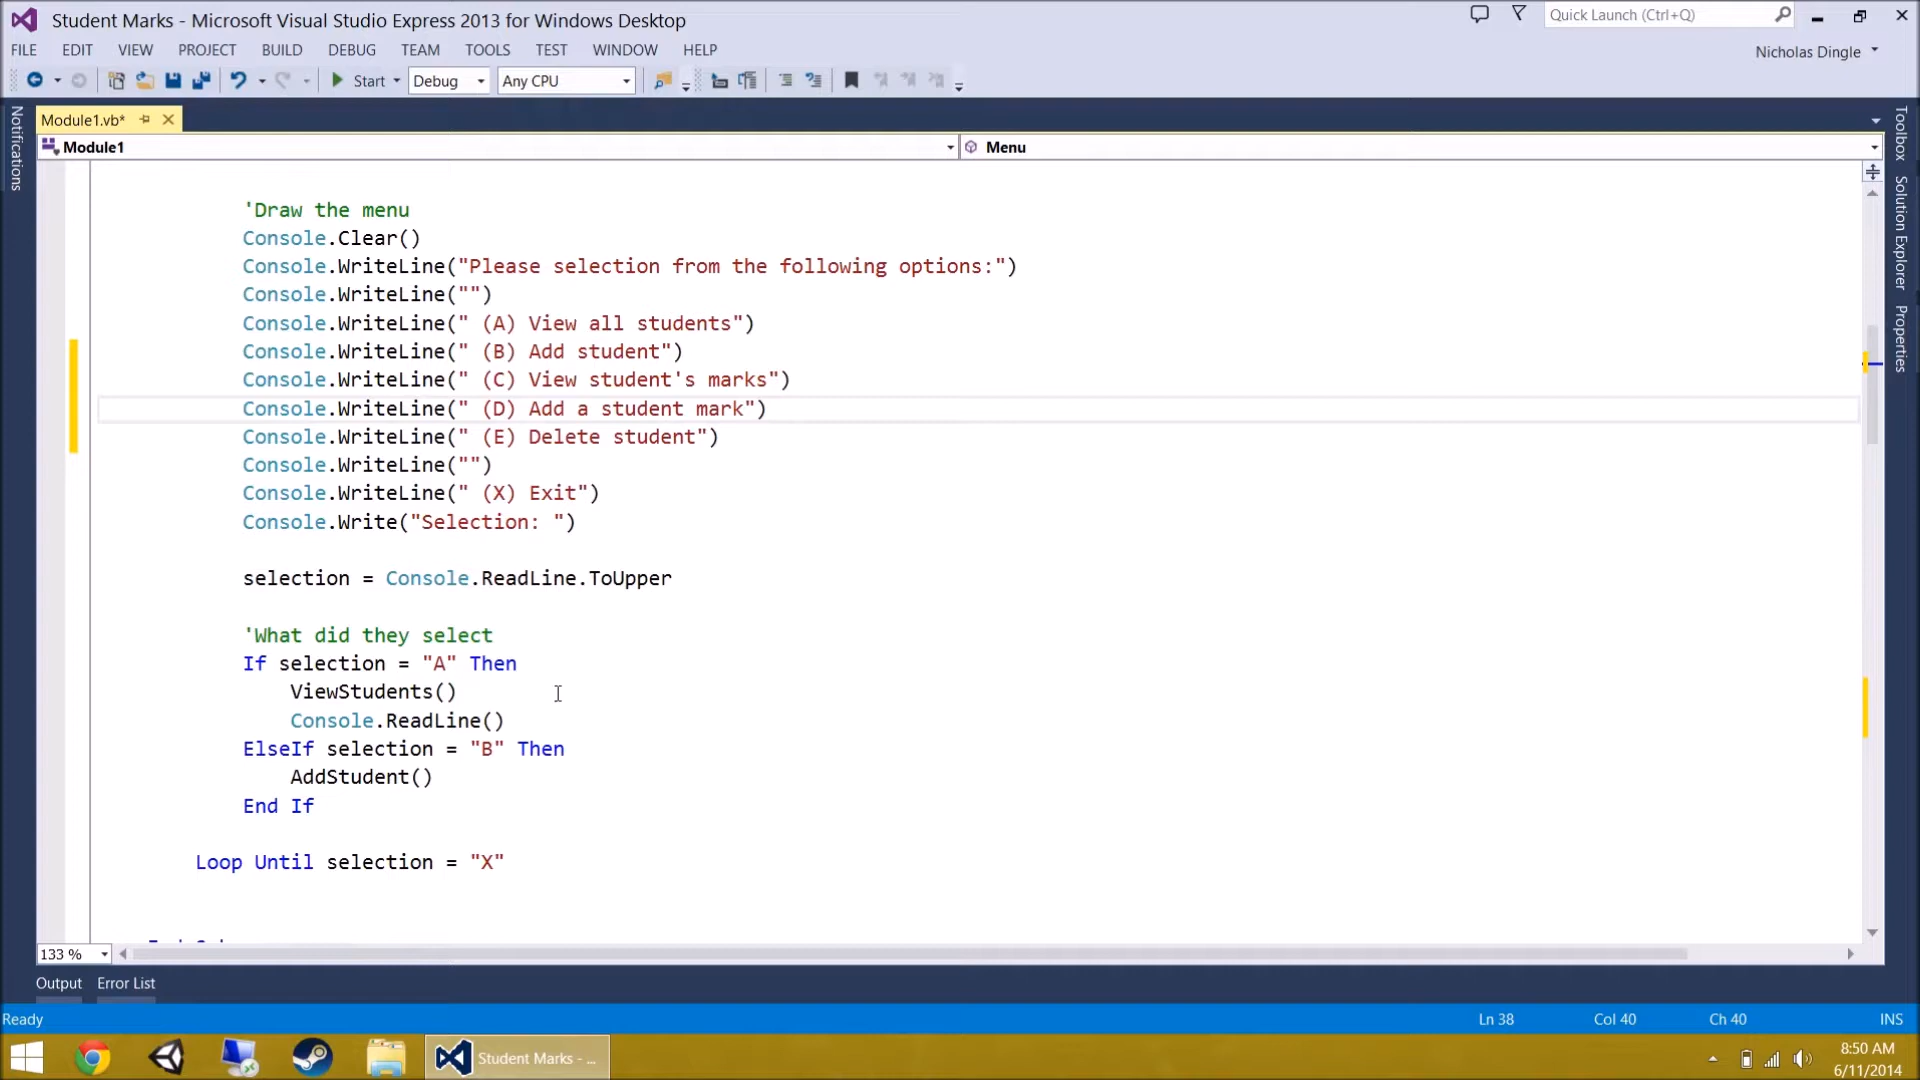 Student Marks - Microsoft Visual Studio Express 2013 for Windows Desktop
Quick Launch (Ctrl+Q)
FILE EDIT VIEW PROJECT BUILD DEBUG TEAM TOOLS TEST WINDOW HELP
Nicholas Dingle
Start Debug Any CPU
Module1.vb*
Module1
Menu
Notifications
Toolbox
Solution Explorer
Properties
'Draw the menu
Console.Clear()
Console.WriteLine("Please selection from the following options:")
Console.WriteLine("")
Console.WriteLine(" (A) View all students")
Console.WriteLine(" (B) Add student")
Console.WriteLine(" (C) View student's marks")
Console.WriteLine(" (D) Add a student mark")
Console.WriteLine(" (E) Delete student")
Console.WriteLine("")
Console.WriteLine(" (X) Exit")
Console.Write("Selection: ")
selection = Console.ReadLine.ToUpper
'What did they select
If selection = "A" Then
ViewStudents()
Console.ReadLine()
ElseIf selection = "B" Then
AddStudent()
End If
Loop Until selection = "X"
133 %
Output Error List
Ready
Ln 38 Col 40 Ch 40 INS
Student Marks - ...
8:50 AM
6/11/2014